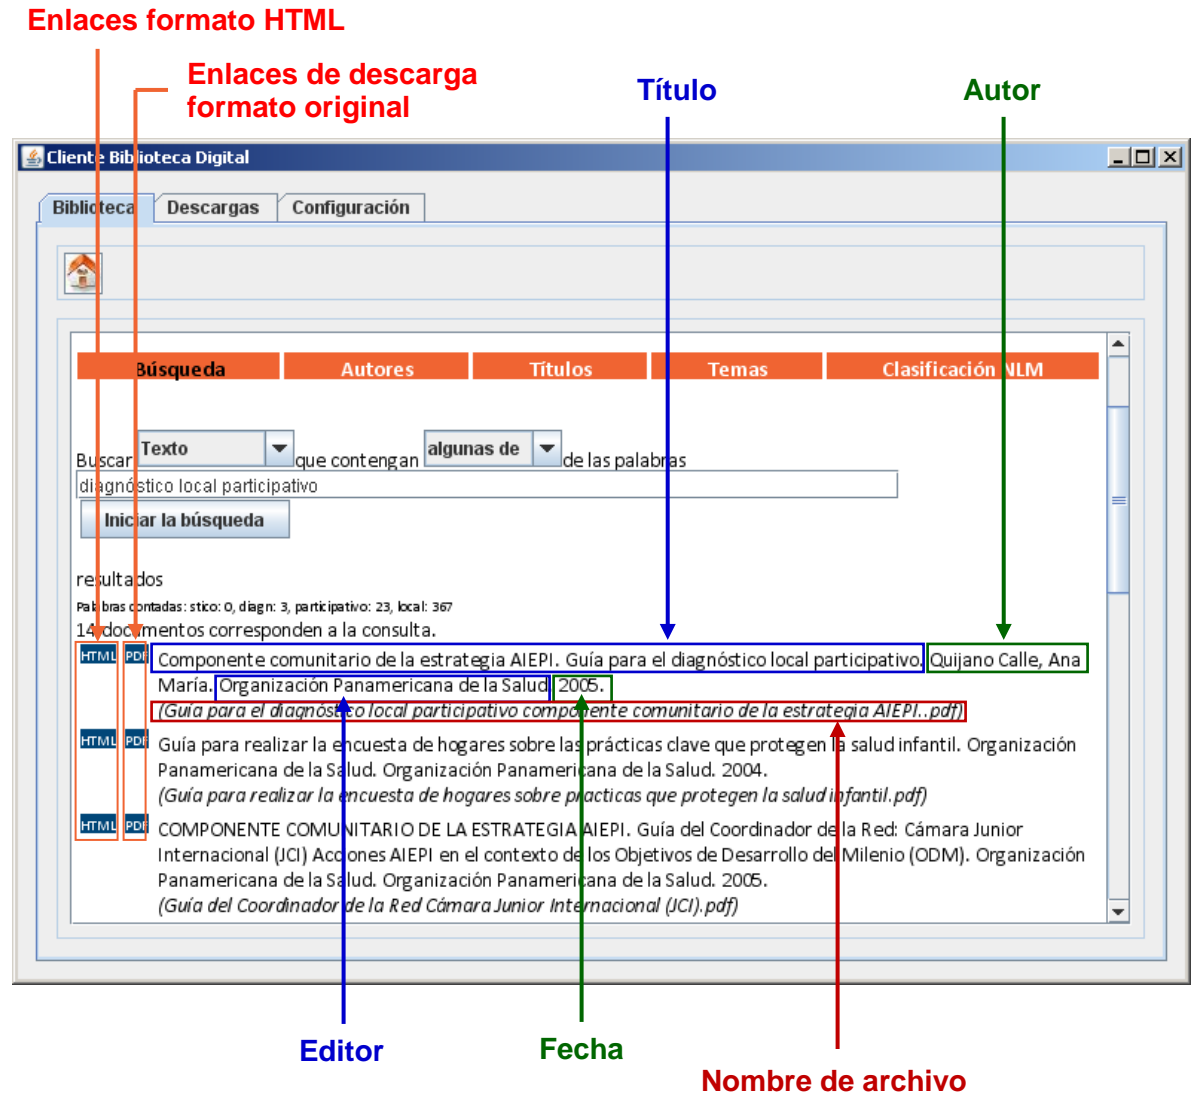 Enlaces formato HTML
Enlaces de descarga
formato original
Título
Autor
Cliente Biblioteca Digital
Biblioteca
Descargas
Configuración
Búsqueda
Autores
Títulos
Temas
Clasificación NLM
Buscar Texto que contengan algunas de de las palabras
diagnóstico local participativo
Iniciar la búsqueda
resultados
Palabras contadas: stico: 0, diagn: 3, participativo: 23, local: 367
14 documentos corresponden a la consulta.
HTML PDF Componente comunitario de la estrategia AIEPI. Guía para el diagnóstico local participativo. Quijano Calle, Ana
María. Organización Panamericana de la Salud 2005.
(Guía para el diagnóstico local participativo componente comunitario de la estrategia AIEPI..pdf)
HTML PDF Guía para realizar la encuesta de hogares sobre las prácticas clave que protegen la salud infantil. Organización
Panamericana de la Salud. Organización Panamericana de la Salud. 2004.
(Guía para realizar la encuesta de hogares sobre practicas que protegen la salud infantil.pdf)
HTML PDF COMPONENTE COMUNITARIO DE LA ESTRATEGIA AIEPI. Guía del Coordinador de la Red: Cámara Junior
Internacional (JCI) Acciones AIEPI en el contexto de los Objetivos de Desarrollo del Milenio (ODM). Organización
Panamericana de la Salud. Organización Panamericana de la Salud. 2005.
(Guía del Coordinador de la Red Cámara Junior Internacional (JCI).pdf)
Editor
Fecha
Nombre de archivo